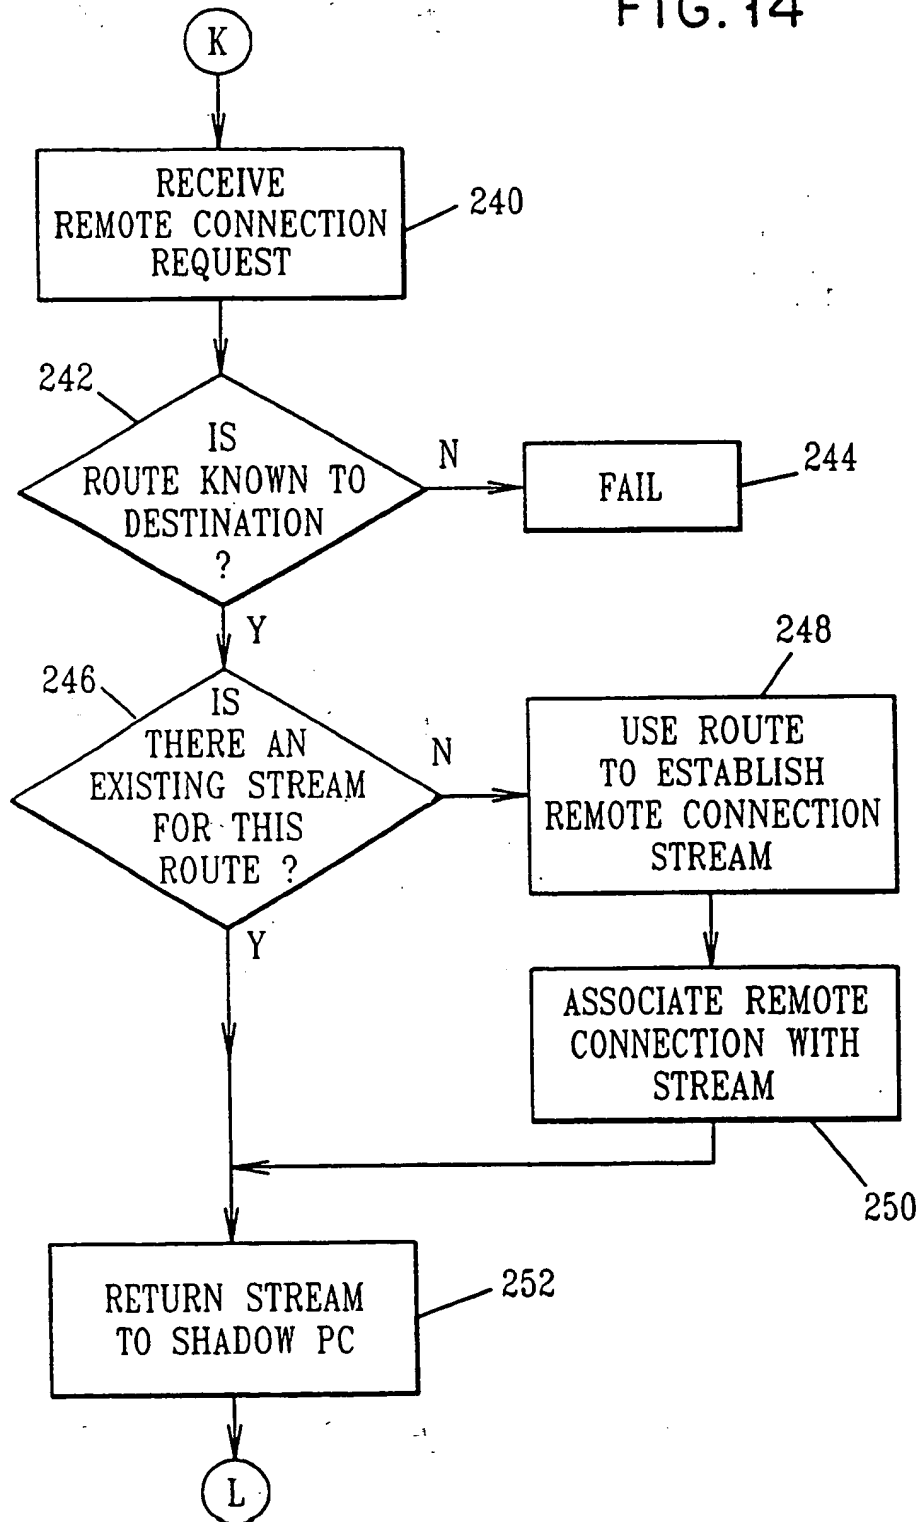 FIG. 14
K
RECEIVE
REMOTE CONNECTION
REQUEST
240
242
IS
ROUTE KNOWN TO
DESTINATION
?
N
FAIL
244
Y
246
IS
THERE AN
EXISTING STREAM
FOR THIS
ROUTE ?
N
248
USE ROUTE
TO ESTABLISH
REMOTE CONNECTION
STREAM
Y
ASSOCIATE REMOTE
CONNECTION WITH
STREAM
250
RETURN STREAM
TO SHADOW PC
252
L